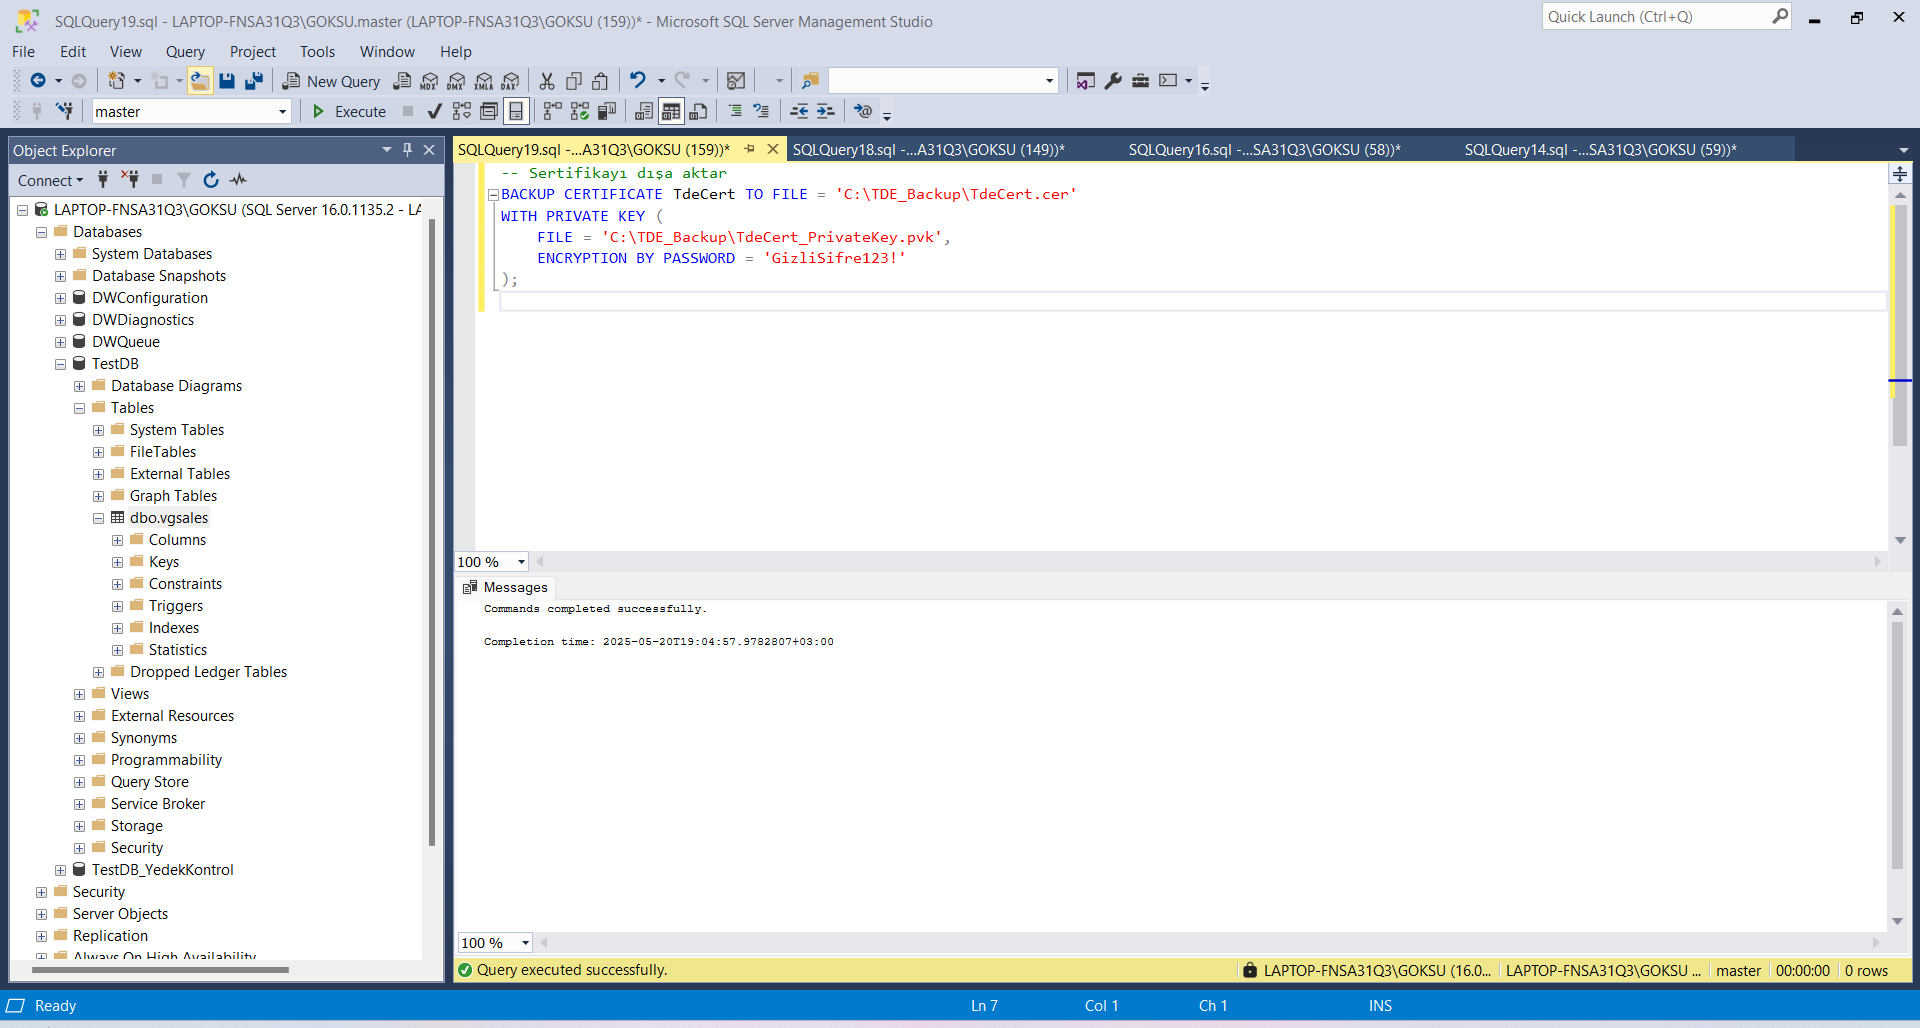 SQLQuery19.sql - LAPTOP-FNSA31Q3\GOKSU.master (LAPTOP-FNSA31Q3\GOKSU (159))* - Microsoft SQL Server Management Studio
Quick Launch (Ctrl+Q)
File Edit View Query Project Tools Window Help
New Query
MDX DMX XMLA DAX
master
Execute
Object Explorer
Connect
LAPTOP-FNSA31Q3\GOKSU (SQL Server 16.0.1135.2 - LA
Databases
System Databases
Database Snapshots
DWConfiguration
DWDiagnostics
DWQueue
TestDB
Database Diagrams
Tables
System Tables
FileTables
External Tables
Graph Tables
dbo.vgsales
Columns
Keys
Constraints
Triggers
Indexes
Statistics
Dropped Ledger Tables
Views
External Resources
Synonyms
Programmability
Query Store
Service Broker
Storage
Security
TestDB_YedekKontrol
Security
Server Objects
Replication
Always On High Availability
SQLQuery19.sql -...A31Q3\GOKSU (159))*
SQLQuery18.sql -...A31Q3\GOKSU (149))*
SQLQuery16.sql -...SA31Q3\GOKSU (58))*
SQLQuery14.sql -...SA31Q3\GOKSU (59))*
-- Sertifikayı dışa aktar
BACKUP CERTIFICATE TdeCert TO FILE = 'C:\TDE_Backup\TdeCert.cer'
WITH PRIVATE KEY (
FILE = 'C:\TDE_Backup\TdeCert_PrivateKey.pvk',
ENCRYPTION BY PASSWORD = 'GizliSifre123!'
);
100 %
Messages
Commands completed successfully.
Completion time: 2025-05-20T19:04:57.9782807+03:00
100 %
Query executed successfully.
LAPTOP-FNSA31Q3\GOKSU (16.0...
LAPTOP-FNSA31Q3\GOKSU ...
master
00:00:00
0 rows
Ready
Ln 7
Col 1
Ch 1
INS